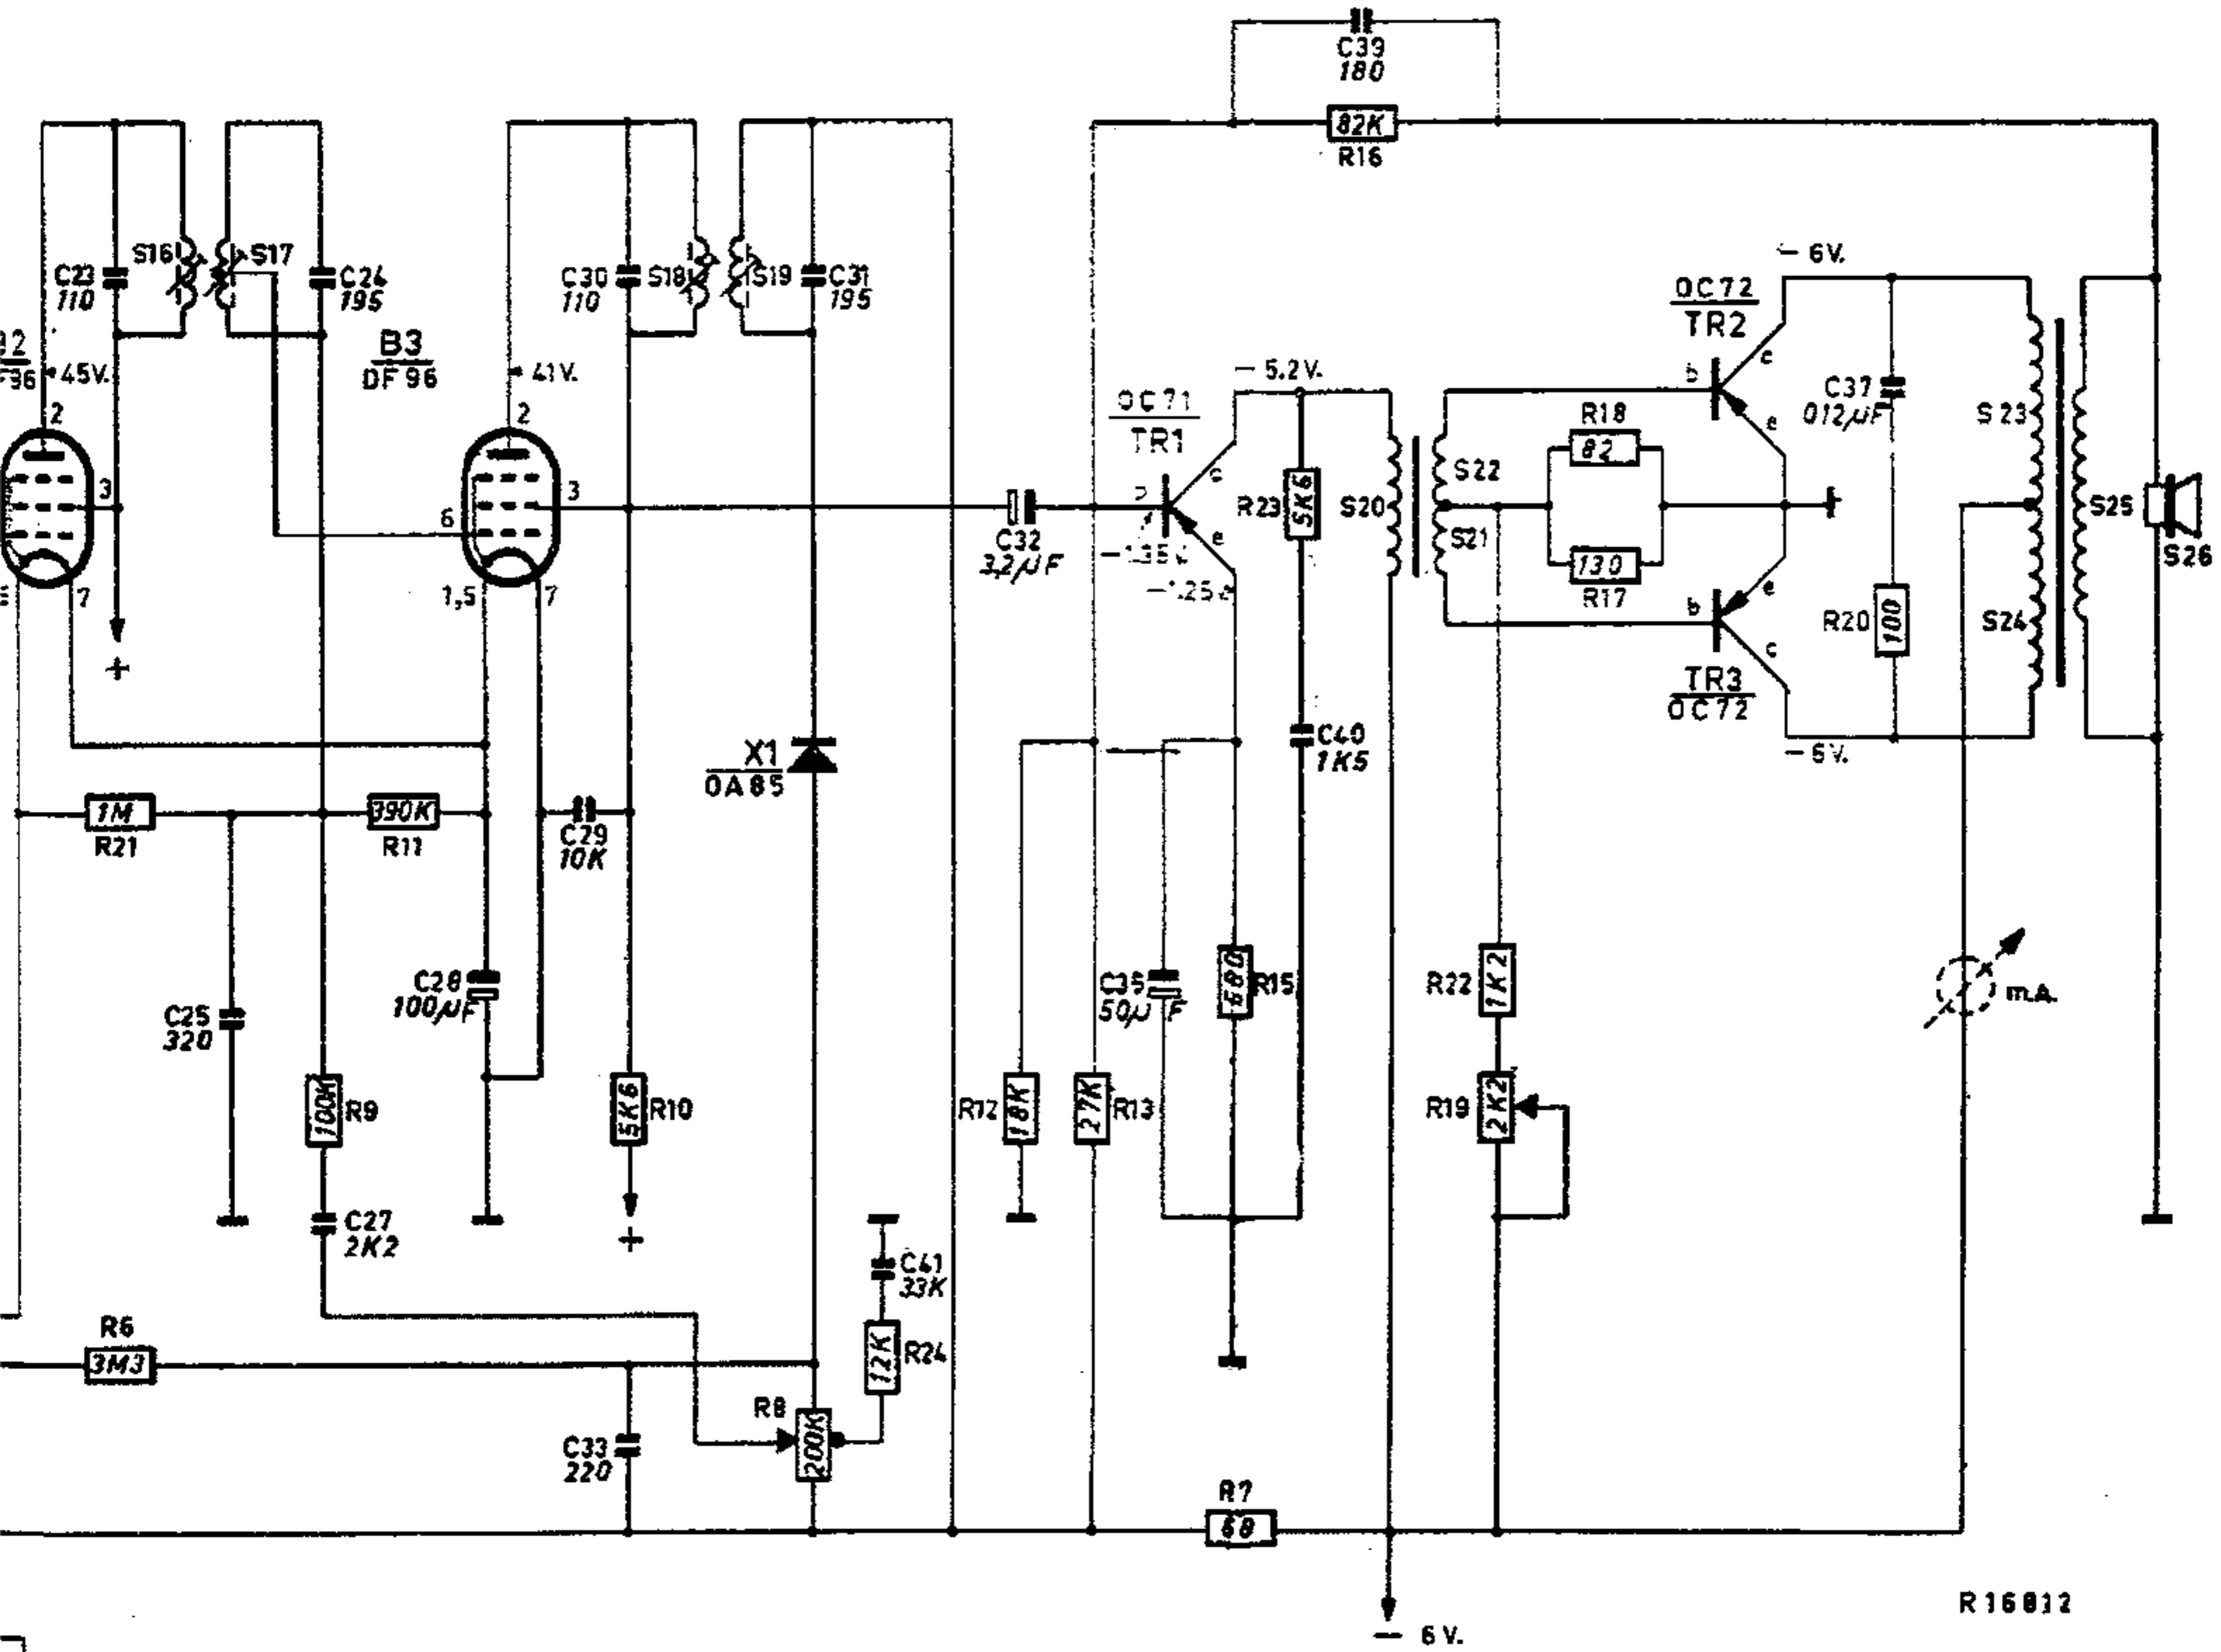 C39
180
82K
R16
C23
110
S16
S17
C24
195
B3
DF 96
45V.
2
3
7
+
C30
110
S18
S19
C31
195
41V.
2
3
6
1,5
7
C32
3,2µF
OC71
TR1
c
e
- 5.2V.
R23
5K6
S20
S22
S21
R18
82
130
R17
- 6V.
OC72
TR2
b
c
e
b
e
c
TR3
OC72
- 6V.
C37
012µF
R20
100
S23
S24
S25
S26
X1
OA85
C40
1K5
1M
R21
390K
R11
C29
10K
C28
100µF
C25
320
100K
R9
5K6
R10
+
C27
2K2
R12
18K
27K
R13
C35
50µF
680
R15
R22
1K2
R19
2K2
m.A.
C41
33K
12K
R24
R6
3M3
R8
200K
C33
220
R7
68
- 6V.
R16812